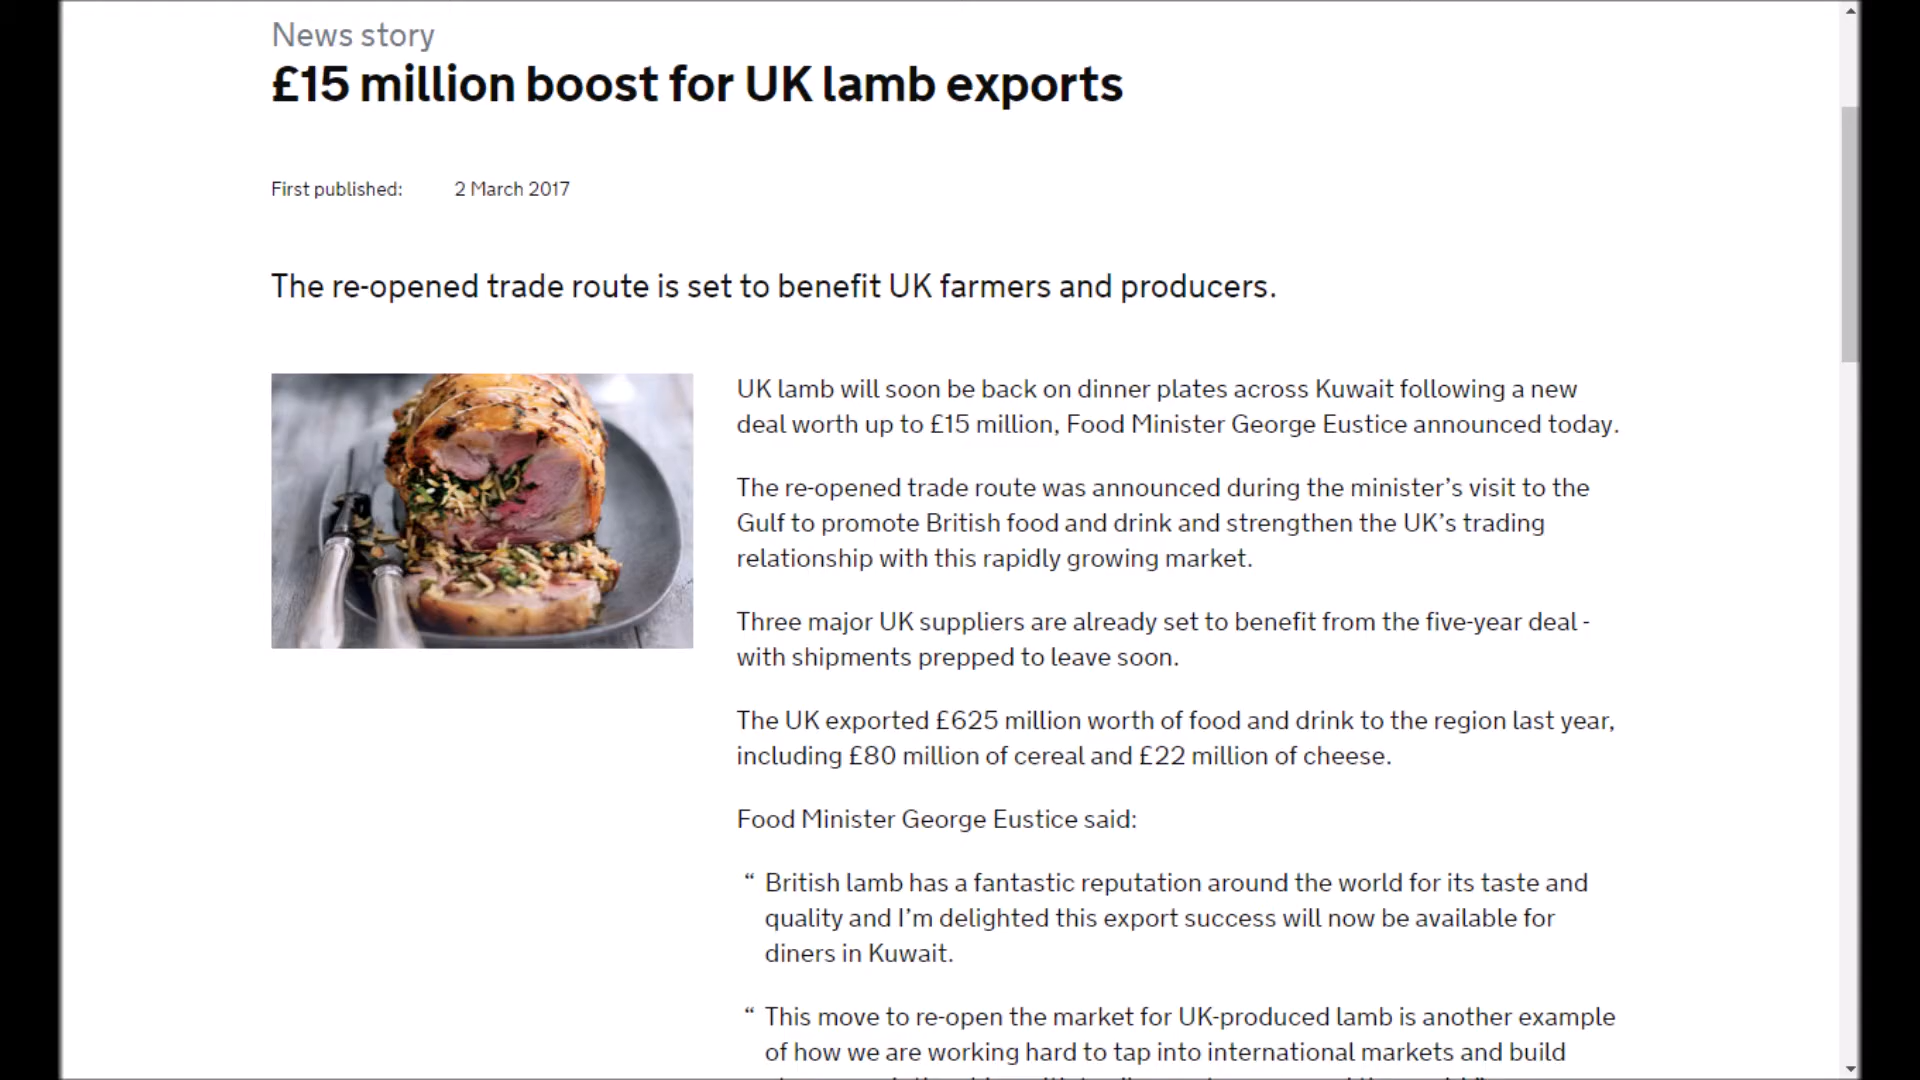 News story
£15 million boost for UK lamb exports
First published: 2 March 2017
The re-opened trade route is set to benefit UK farmers and producers.
UK lamb will soon be back on dinner plates across Kuwait following a new
deal worth up to £15 million, Food Minister George Eustice announced today.
The re-opened trade route was announced during the minister’s visit to the
Gulf to promote British food and drink and strengthen the UK’s trading
relationship with this rapidly growing market.
Three major UK suppliers are already set to benefit from the five-year deal -
with shipments prepped to leave soon.
The UK exported £625 million worth of food and drink to the region last year,
including £80 million of cereal and £22 million of cheese.
Food Minister George Eustice said:
“ British lamb has a fantastic reputation around the world for its taste and
quality and I’m delighted this export success will now be available for
diners in Kuwait.
“ This move to re-open the market for UK-produced lamb is another example
of how we are working hard to tap into international markets and build